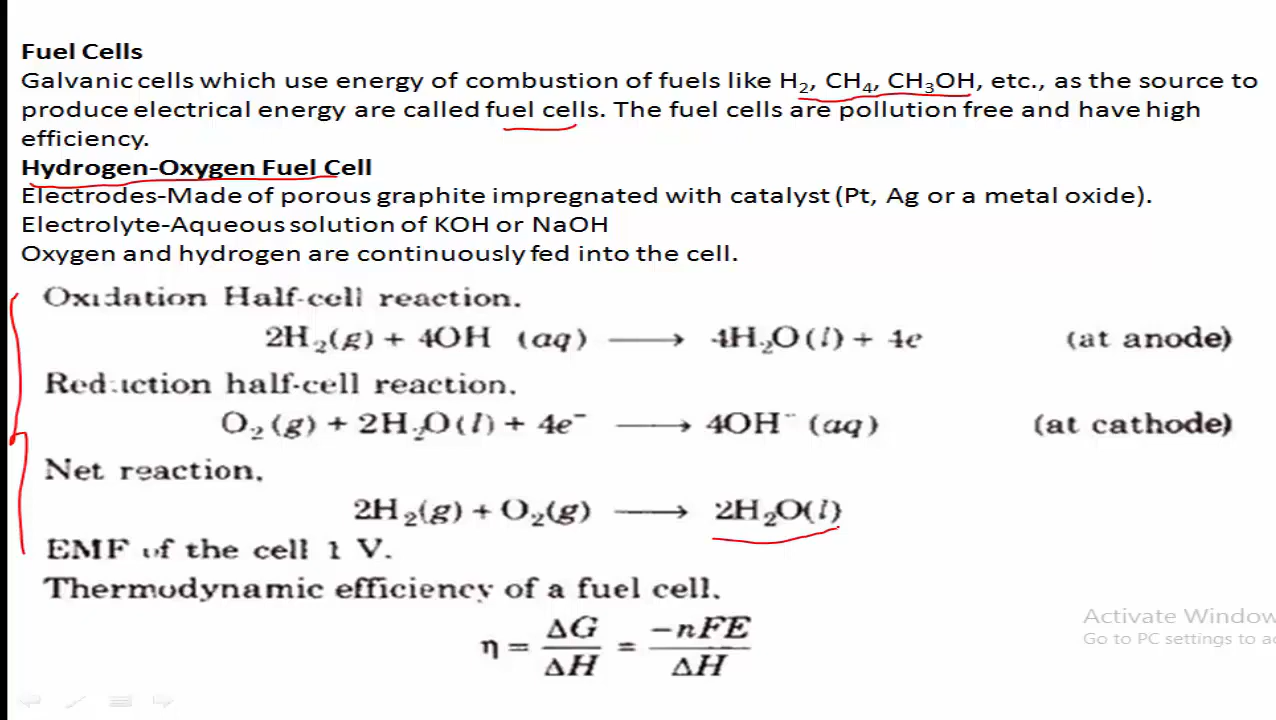 Fuel Cells
Galvanic cells which use energy of combustion of fuels like H₂, CH₄, CH₃OH, etc., as the source to
produce electrical energy are called fuel cells. The fuel cells are pollution free and have high
efficiency.
Hydrogen-Oxygen Fuel Cell
Electrodes-Made of porous graphite impregnated with catalyst (Pt, Ag or a metal oxide).
Electrolyte-Aqueous solution of KOH or NaOH
Oxygen and hydrogen are continuously fed into the cell.
Oxidation Half-cell reaction.
2H₂(g) + 4OH (aq) ⟶ 4H₂O(l) + 4e (at anode)
Reduction half-cell reaction.
O₂(g) + 2H₂O(l) + 4e⁻ ⟶ 4OH⁻ (aq) (at cathode)
Net reaction.
2H₂(g) + O₂(g) ⟶ 2H₂O(l)
EMF of the cell 1 V.
Thermodynamic efficiency of a fuel cell.
η = ΔG/ΔH = −nFE/ΔH
Activate Window
Go to PC settings to a